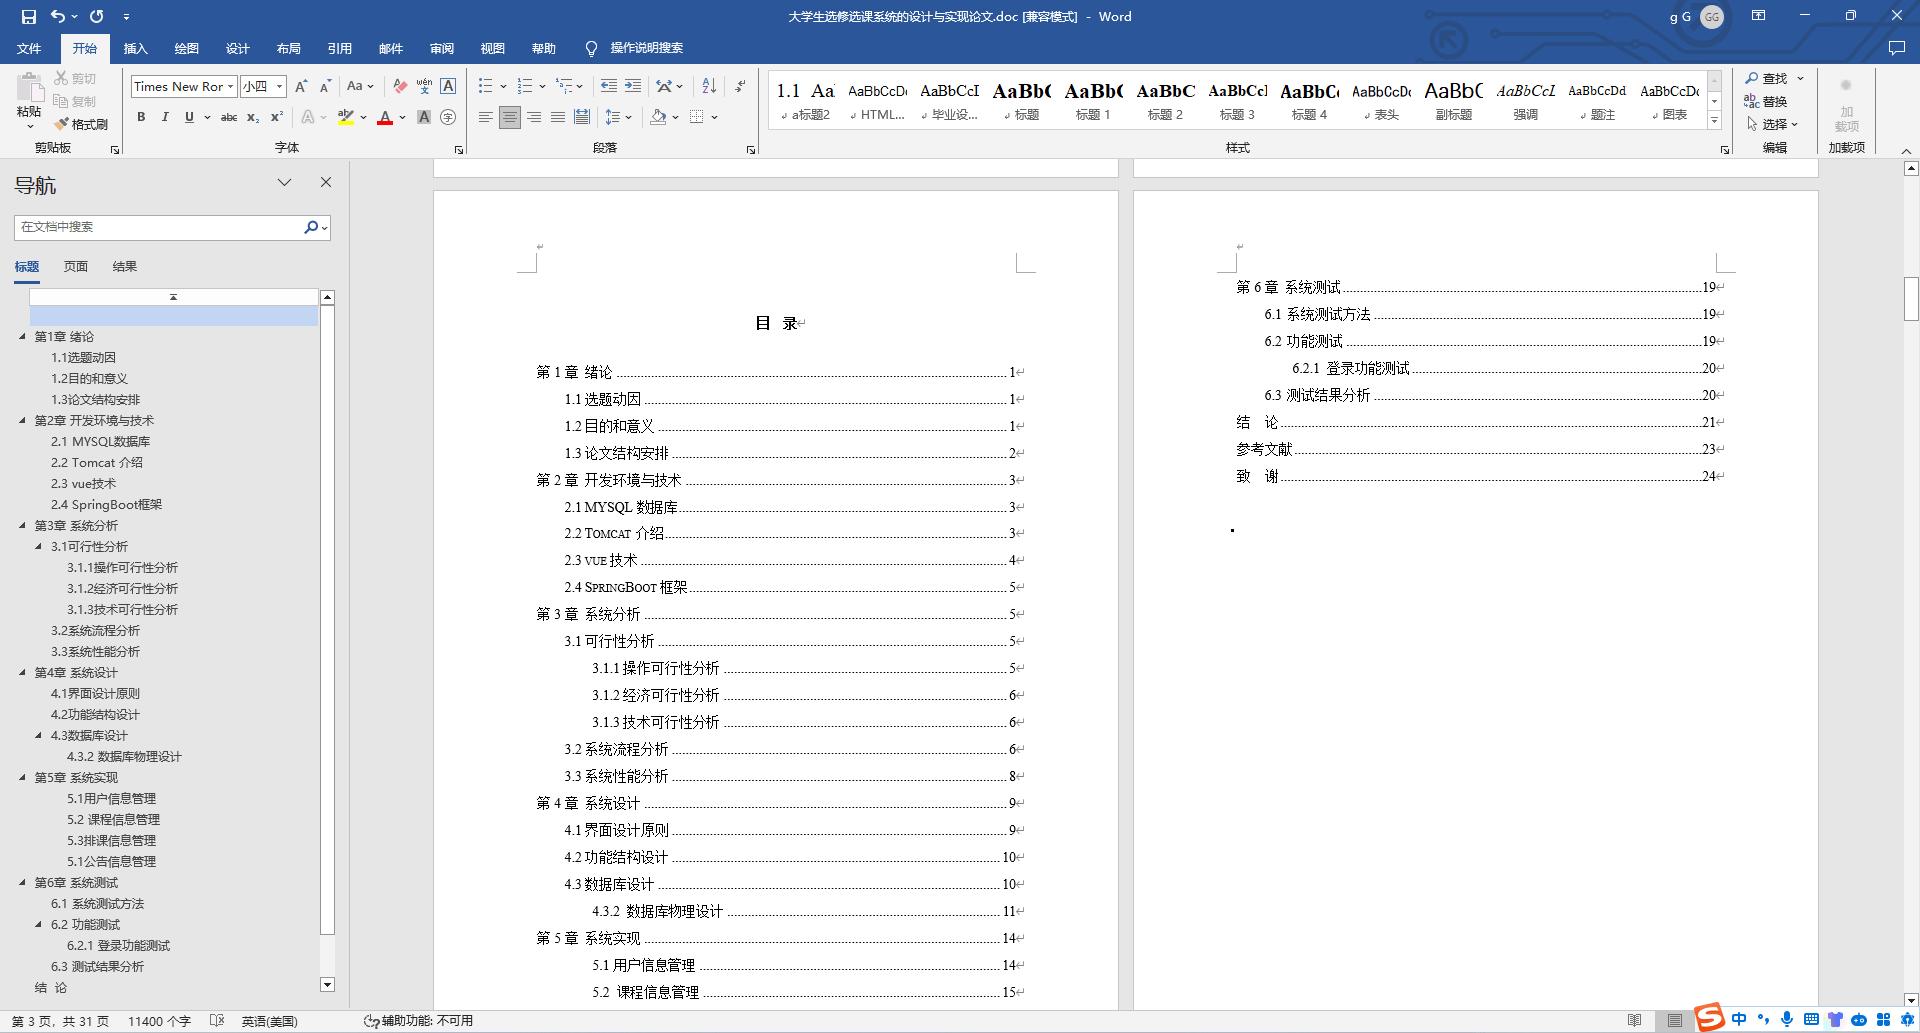 大学生选修选课系统的设计与实现论文.doc [兼容模式] - Word
g G
GG
文件 开始 插入 绘图 设计 布局 引用 邮件 审阅 视图 帮助 操作说明搜索
粘贴
剪切
复制
格式刷
剪贴板
Times New Ror
小四
字体
段落
1.1 Aa
a标题2
AaBbCcDc
HTML...
AaBbCcI
毕业设...
AaBb(
标题
AaBb(
标题 1
AaBbC
标题 2
AaBbCcl
标题 3
AaBbC
标题 4
AaBbCcDc
表头
AaBbC
副标题
AaBbCcL
强调
AaBbCcDd
题注
AaBbCcDc
图表
样式
查找
替换
选择
编辑
加载项
加载项
导航
在文档中搜索
标题 页面 结果
第1章 绪论
1.1选题动因
1.2目的和意义
1.3论文结构安排
第2章 开发环境与技术
2.1 MYSQL数据库
2.2 Tomcat 介绍
2.3 vue技术
2.4 SpringBoot框架
第3章 系统分析
3.1可行性分析
3.1.1操作可行性分析
3.1.2经济可行性分析
3.1.3技术可行性分析
3.2系统流程分析
3.3系统性能分析
第4章 系统设计
4.1界面设计原则
4.2功能结构设计
4.3数据库设计
4.3.2 数据库物理设计
第5章 系统实现
5.1用户信息管理
5.2 课程信息管理
5.3排课信息管理
5.1公告信息管理
第6章 系统测试
6.1 系统测试方法
6.2 功能测试
6.2.1 登录功能测试
6.3 测试结果分析
结 论
目 录
第 1 章 绪论 1
1.1 选题动因 1
1.2 目的和意义 1
1.3 论文结构安排 2
第 2 章 开发环境与技术 3
2.1 MYSQL 数据库 3
2.2 TOMCAT 介绍 3
2.3 VUE 技术 4
2.4 SPRINGBOOT 框架 5
第 3 章 系统分析 5
3.1 可行性分析 5
3.1.1 操作可行性分析 5
3.1.2 经济可行性分析 6
3.1.3 技术可行性分析 6
3.2 系统流程分析 6
3.3 系统性能分析 8
第 4 章 系统设计 9
4.1 界面设计原则 9
4.2 功能结构设计 10
4.3 数据库设计 10
4.3.2 数据库物理设计 11
第 5 章 系统实现 14
5.1 用户信息管理 14
5.2 课程信息管理 15
第 6 章 系统测试 19
6.1 系统测试方法 19
6.2 功能测试 19
6.2.1 登录功能测试 20
6.3 测试结果分析 20
结 论 21
参考文献 23
致 谢 24
第 3 页，共 31 页 11400 个字 英语(美国) 辅助功能: 不可用
中